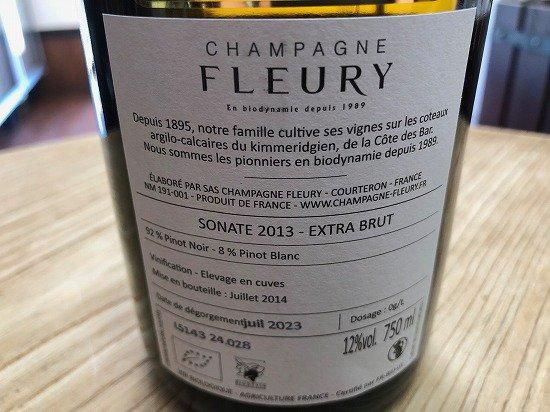 CHAMPAGNE
FLEURY
En biodynamie depuis 1989
Depuis 1895, notre famille cultive ses vignes sur les coteaux
argilo-calcaires du kimmeridgien, de la Côte des Bar.
Nous sommes les pionniers en biodynamie depuis 1989.
ÉLABORÉ PAR SAS CHAMPAGNE FLEURY - COURTERON - FRANCE
NM 191-001 - PRODUIT DE FRANCE - WWW.CHAMPAGNE-FLEURY.FR
SONATE 2013 - EXTRA BRUT
92 % Pinot Noir - 8 % Pinot Blanc
Vinification - Elevage en cuves
Mise en bouteille : Juillet 2014
Date de dégorgement juil 2023
Dosage : 0g/L
L5143 24.028
12%vol. 750 ml
AGRICULTURE FRANCE - Certifié par